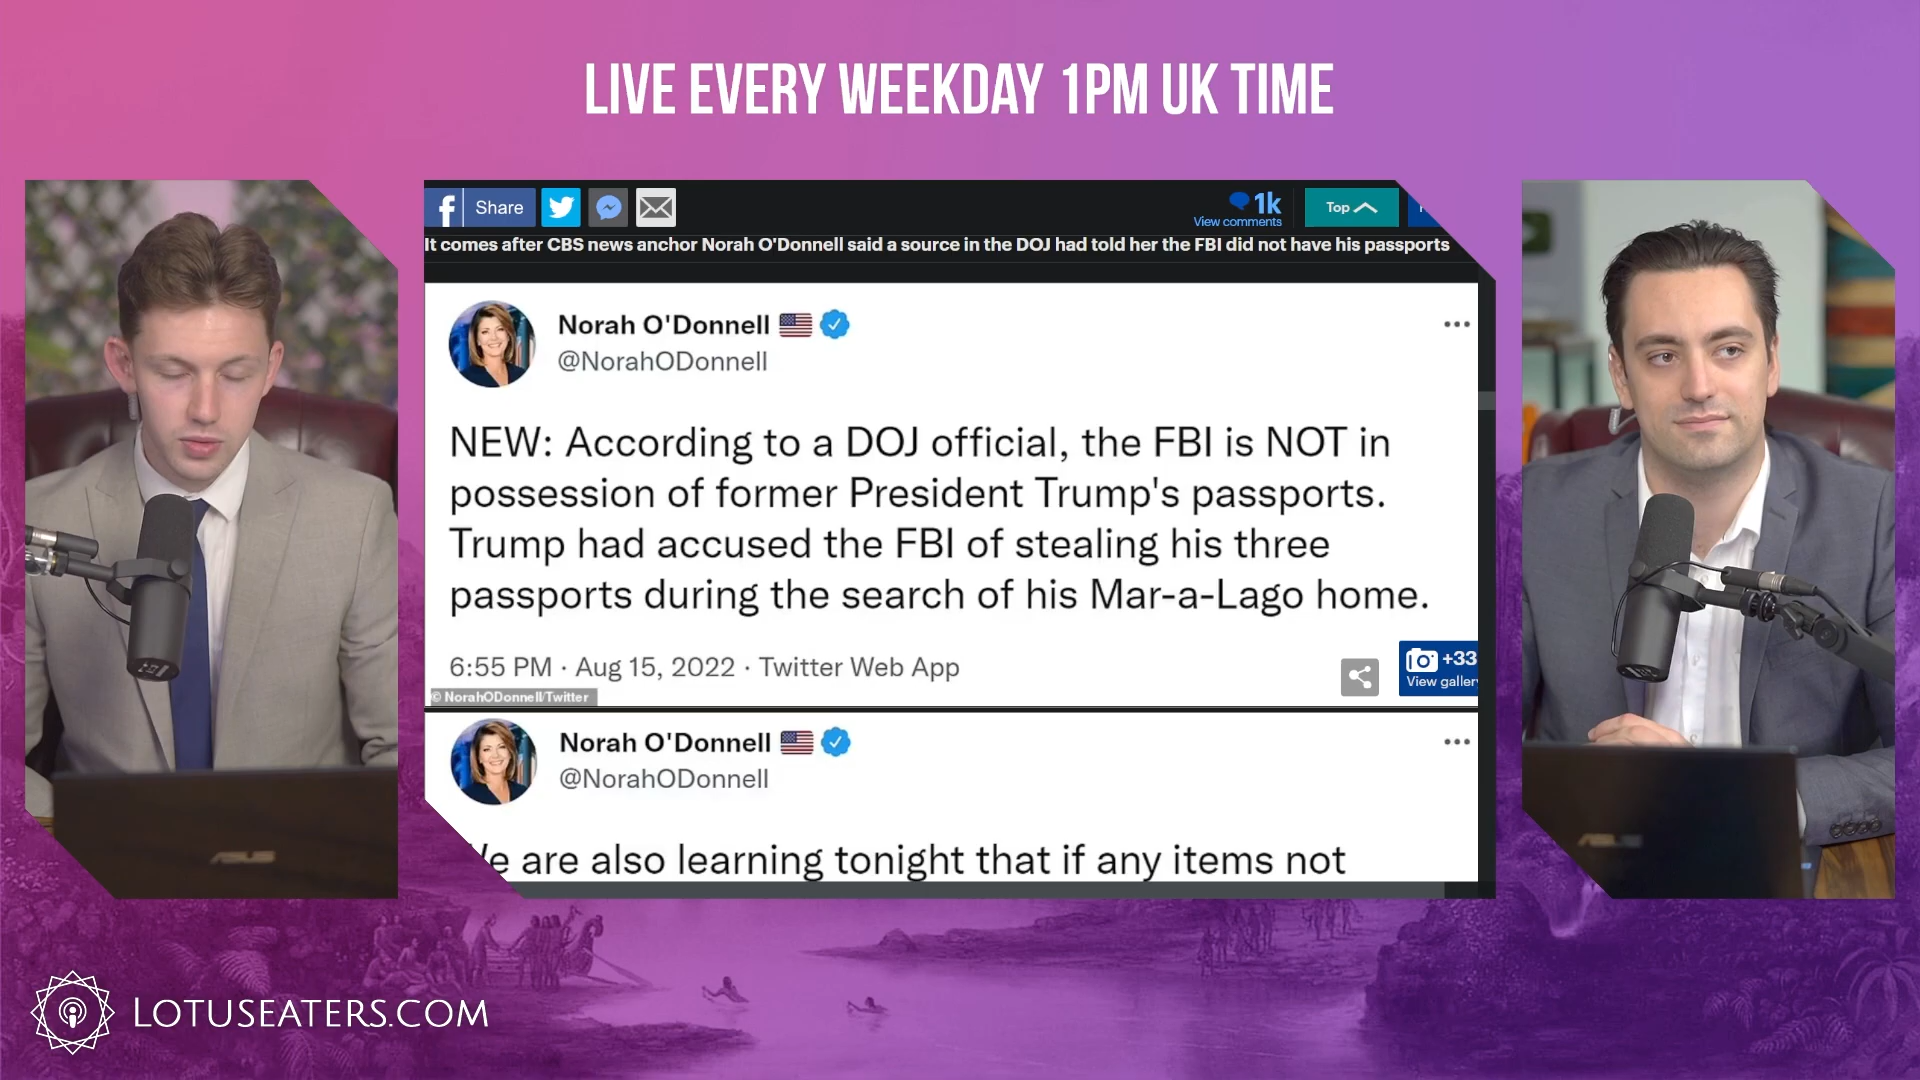 LIVE EVERY WEEKDAY 1PM UK TIME
f Share
1k
View comments
Top
It comes after CBS news anchor Norah O'Donnell said a source in the DOJ had told her the FBI did not have his passports
Norah O'Donnell
@NorahODonnell
NEW: According to a DOJ official, the FBI is NOT in
possession of former President Trump's passports.
Trump had accused the FBI of stealing his three
passports during the search of his Mar-a-Lago home.
6:55 PM · Aug 15, 2022 · Twitter Web App
+33
View gallery
© NorahODonnell/Twitter
Norah O'Donnell
@NorahODonnell
We are also learning tonight that if any items not
ASUS
LOTUSEATERS.COM